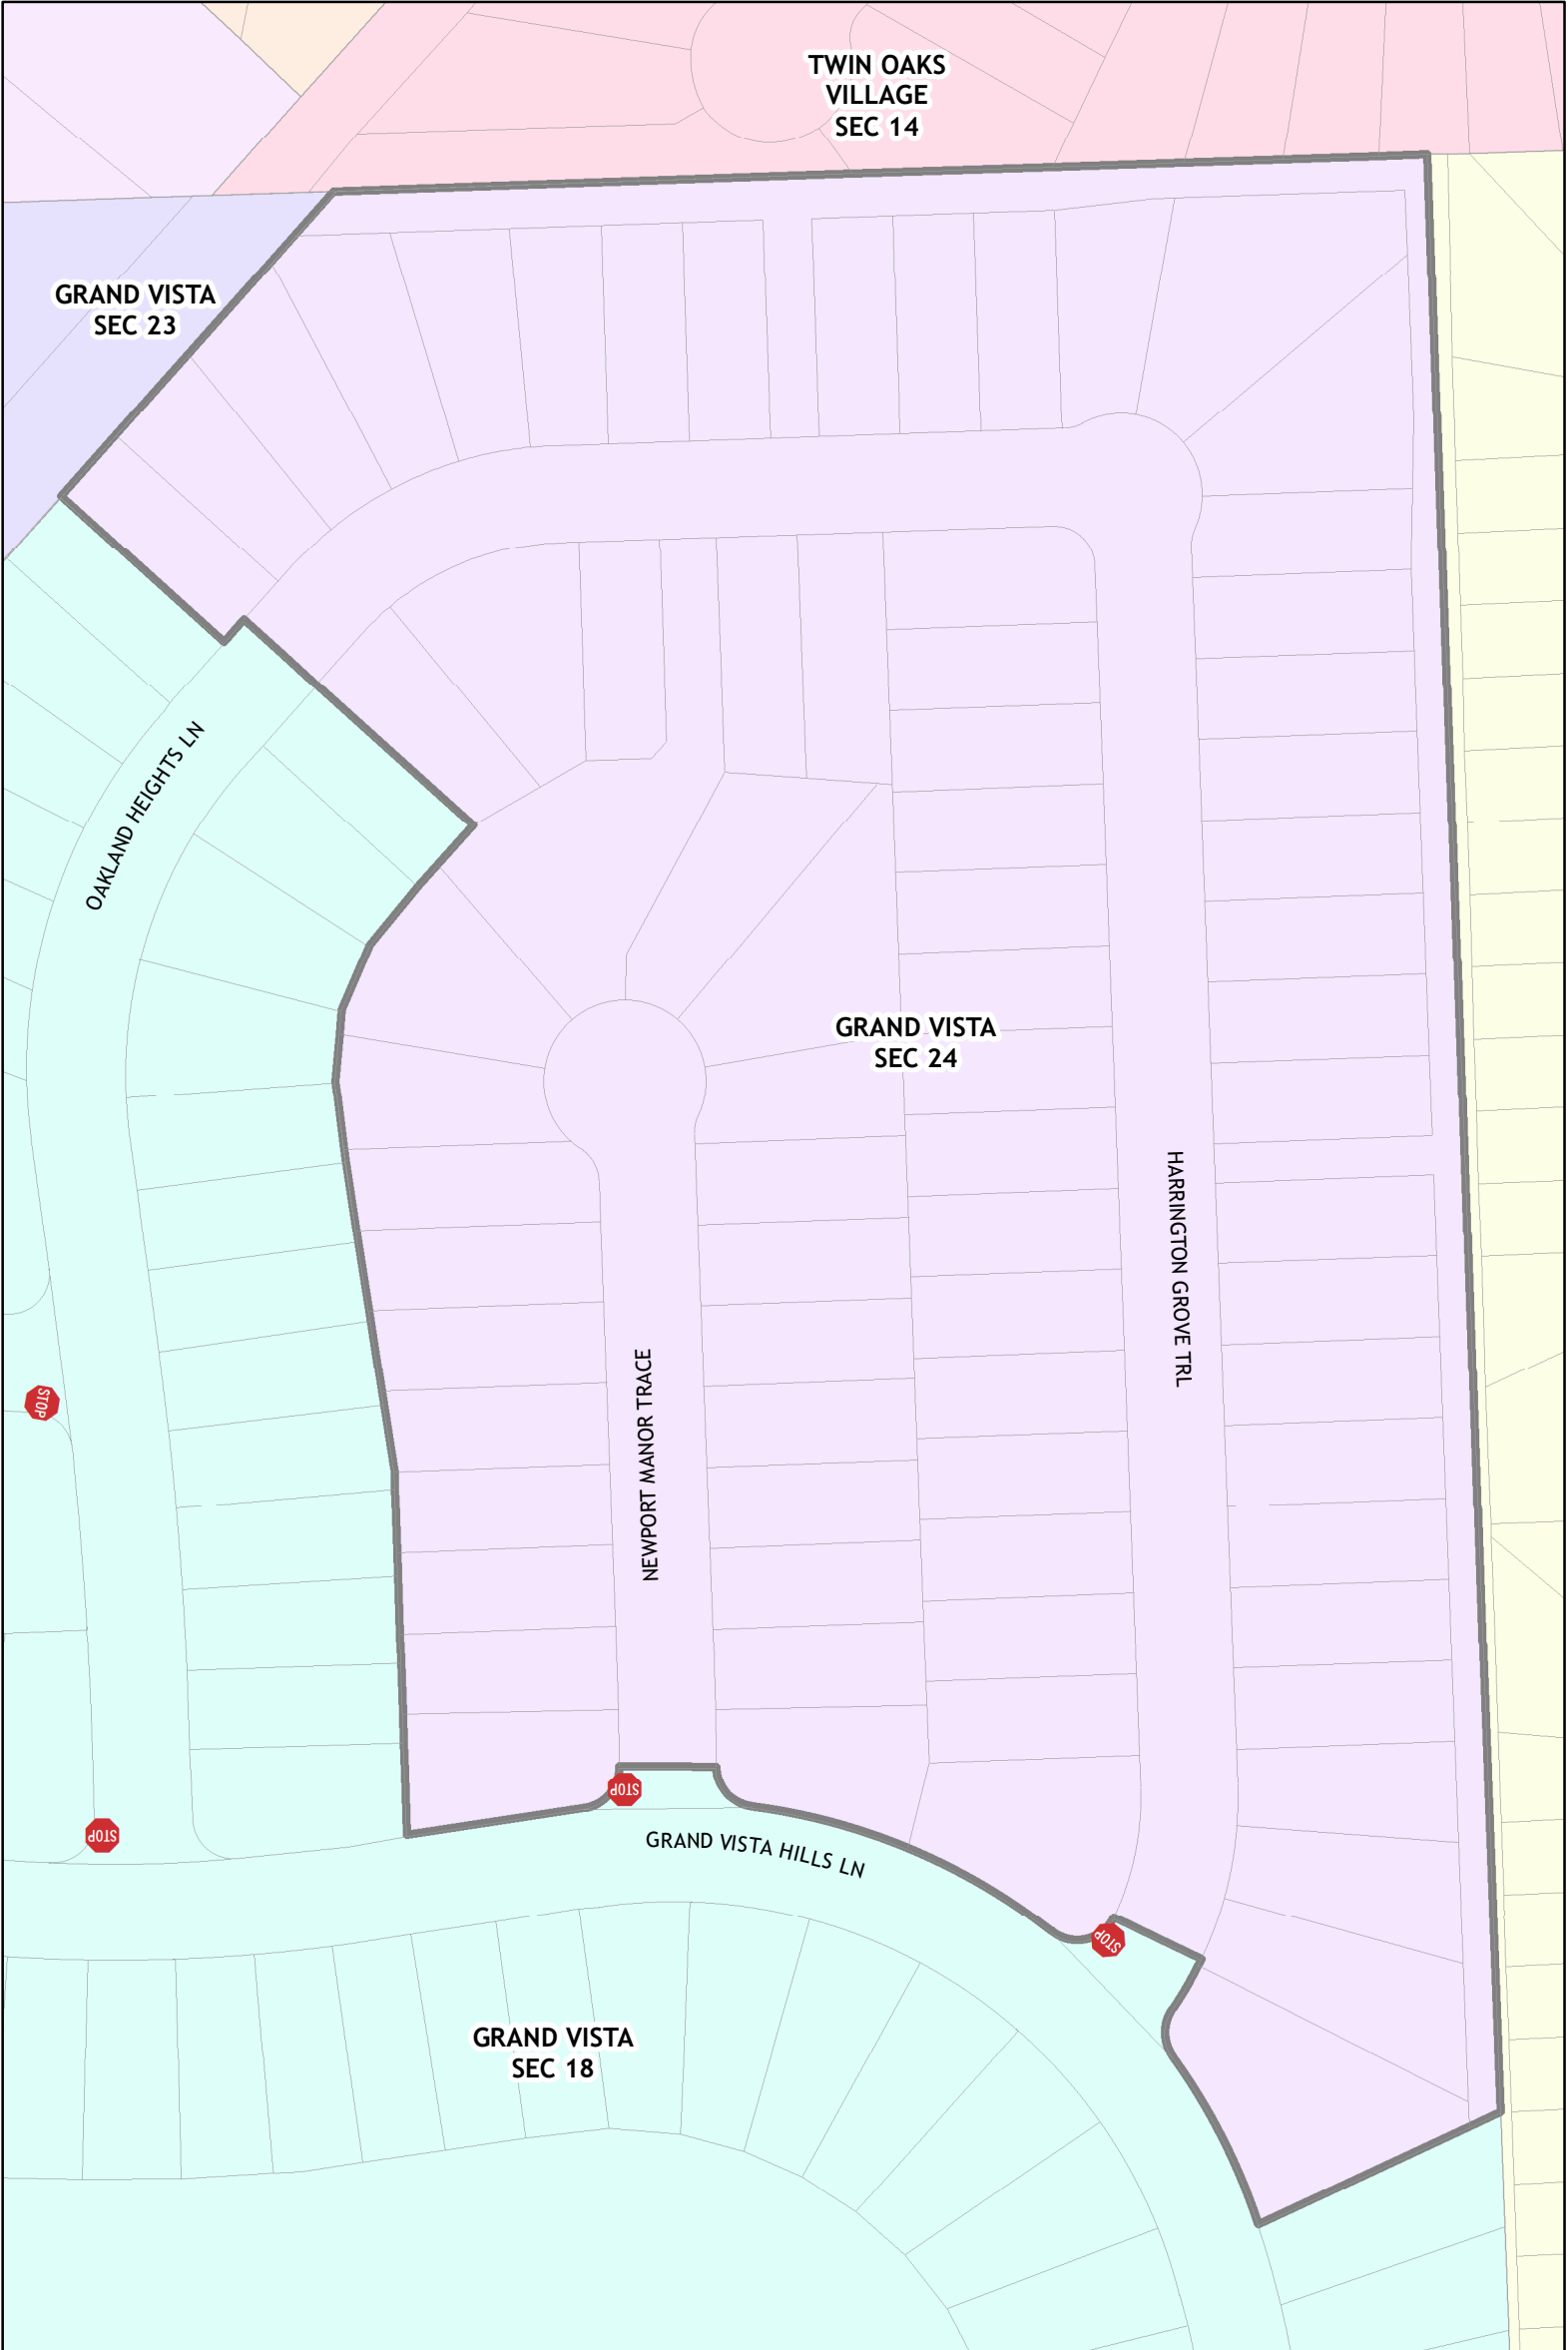 TWIN OAKS
VILLAGE
SEC 14
GRAND VISTA
SEC 23
OAKLAND HEIGHTS LN
GRAND VISTA
SEC 24
HARRINGTON GROVE TRL
NEWPORT MANOR TRACE
STOP
STOP
STOP
GRAND VISTA HILLS LN
STOP
GRAND VISTA
SEC 18